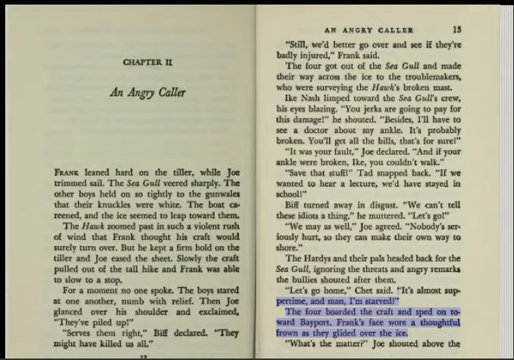 CHAPTER II
An Angry Caller
FRANK leaned hard on the tiller, while Joe
trimmed sail. The Sea Gull veered sharply. The
other boys held on so tightly to the gunwales
that their knuckles were white. The boat ca-
reened, and the ice seemed to leap toward them.
The Hawk zoomed past in such a violent rush
of wind that Frank thought his craft would
surely turn over. But he kept a firm hold on the
tiller and Joe eased the sheet. Slowly the craft
pulled out of the tall hike and Frank was able
to slow to a stop.
For a moment no one spoke. The boys stared
at one another, numb with relief. Then Joe
glanced over his shoulder and exclaimed,
"They've piled up!"
"Serves them right," Biff declared. "They
might have killed us all."
12
AN ANGRY CALLER 13
"Still, we'd better go over and see if they're
badly injured," Frank said.
The four got out of the Sea Gull and made
their way across the ice to the troublemakers,
who were surveying the Hawk's broken mast.
Ike Nash limped toward the Sea Gull's crew,
his eyes blazing. "You jerks are going to pay for
this damage!" he shouted. "Besides, I'll have to
see a doctor about my ankle. It's probably
broken. You'll get all the bills, that's for sure!"
"It was your fault," Joe declared. "And if your
ankle were broken, Ike, you couldn't walk."
"Save that stuff!" Tad snapped back. "If we
wanted to hear a lecture, we'd have stayed in
school!"
Biff turned away in disgust. "We can't tell
these idiots a thing," he muttered. "Let's go!"
"We may as well," Joe agreed. "Nobody's ser-
iously hurt, so they can make their own way to
shore."
The Hardys and their pals headed back for the
Sea Gull, ignoring the threats and angry remarks
the bullies shouted after them.
"Let's go home," Chet said. "It's almost sup-
pertime, and man, I'm starved!"
The four boarded the craft and sped on to-
ward Bayport. Frank's face wore a thoughtful
frown as they glided over the ice.
"What's the matter?" Joe shouted above the